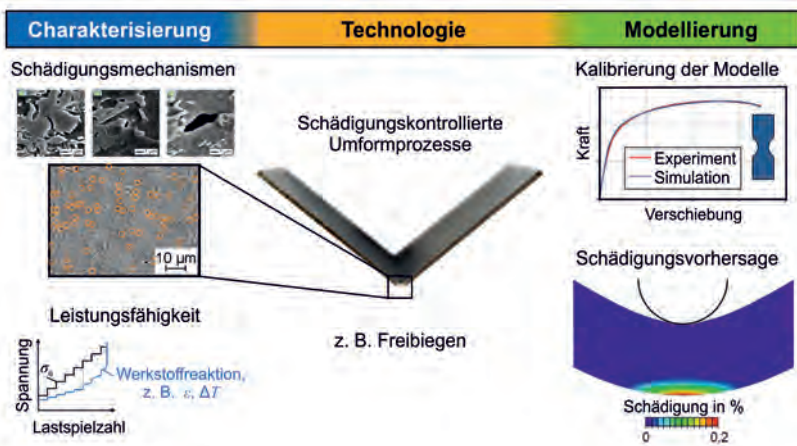 Charakterisierung
Technologie
Modellierung
Schädigungsmechanismen
10 µm
Leistungsfähigkeit
Spannung
σa
Werkstoffreaktion,
z. B. ε, ΔT
Lastspielzahl
Schädigungskontrollierte
Umformprozesse
z. B. Freibiegen
Kalibrierung der Modelle
Kraft
Experiment
Simulation
Verschiebung
Schädigungsvorhersage
Schädigung in %
0
0,2